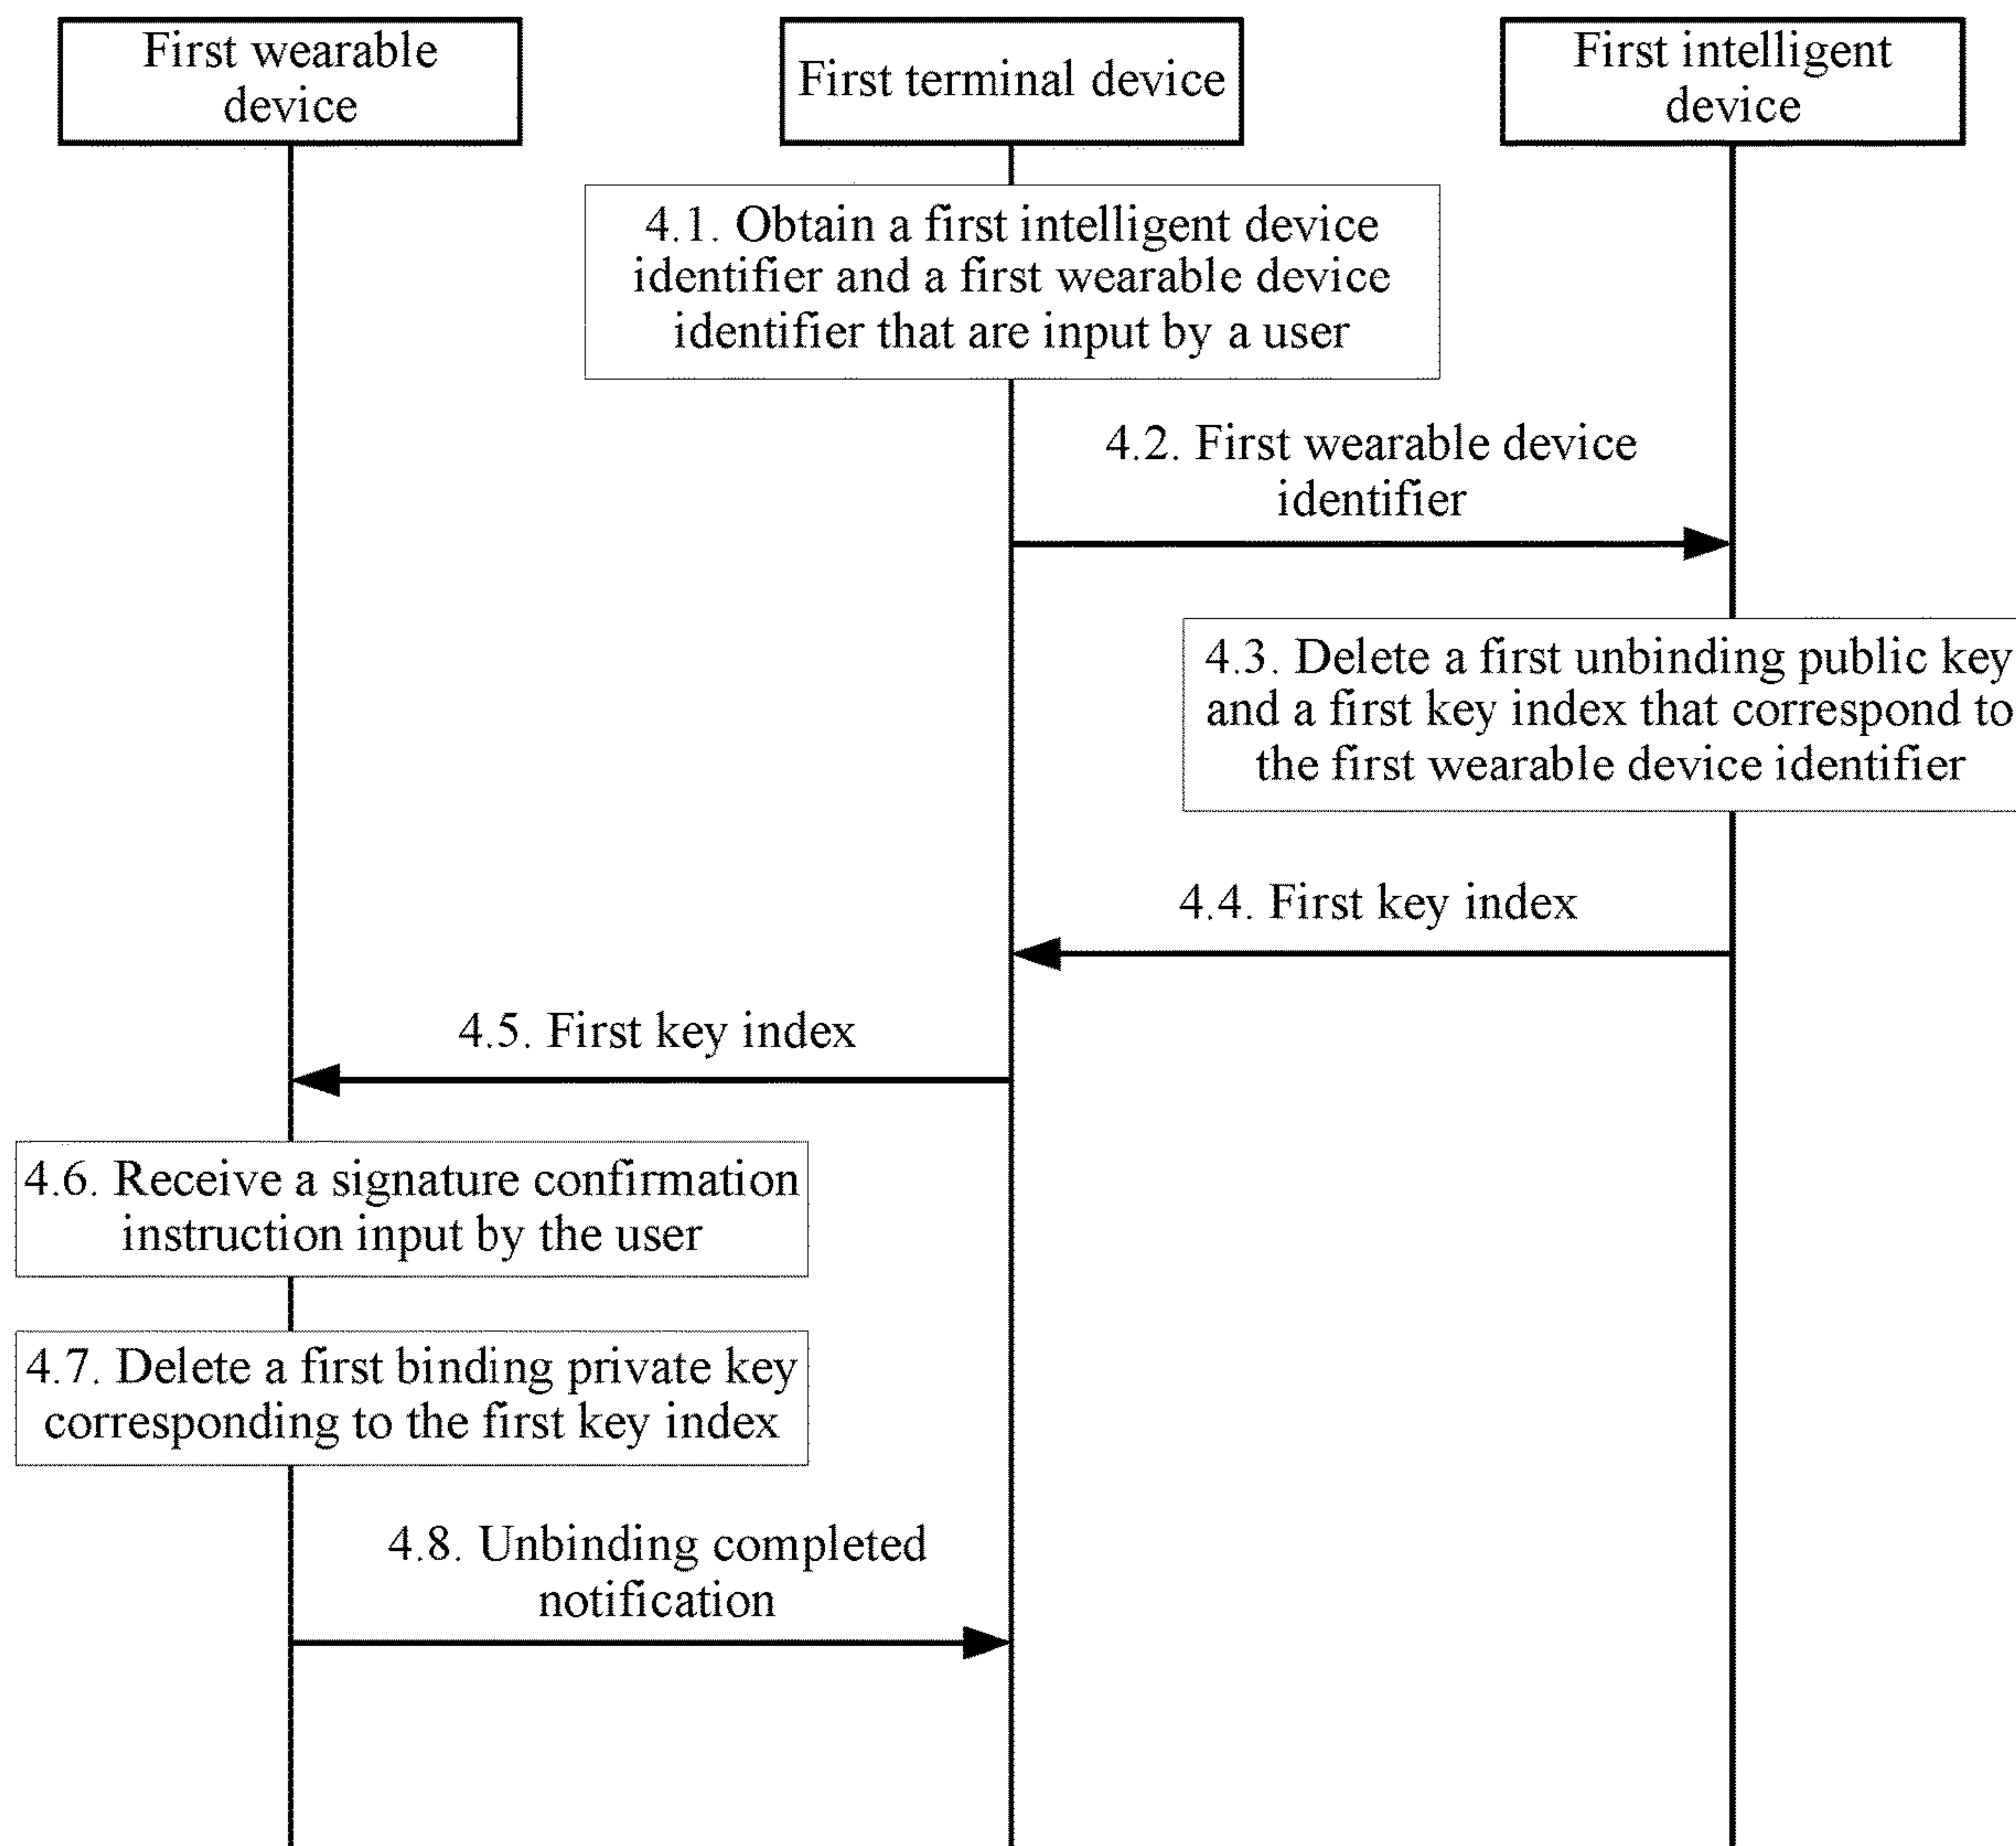 First wearable
device
First terminal device
First intelligent
device
4.1. Obtain a first intelligent device
identifier and a first wearable device
identifier that are input by a user
4.2. First wearable device
identifier
4.3. Delete a first unbinding public key
and a first key index that correspond to
the first wearable device identifier
4.4. First key index
4.5. First key index
4.6. Receive a signature confirmation
instruction input by the user
4.7. Delete a first binding private key
corresponding to the first key index
4.8. Unbinding completed
notification